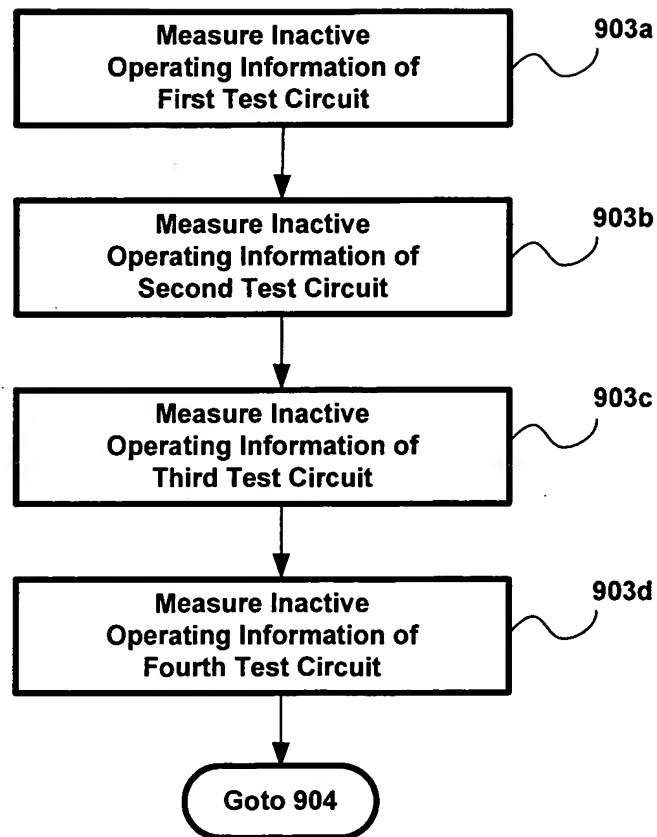 Measure Inactive
Operating Information of
First Test Circuit
903a
Measure Inactive
Operating Information of
Second Test Circuit
903b
Measure Inactive
Operating Information of
Third Test Circuit
903c
Measure Inactive
Operating Information of
Fourth Test Circuit
903d
Goto 904